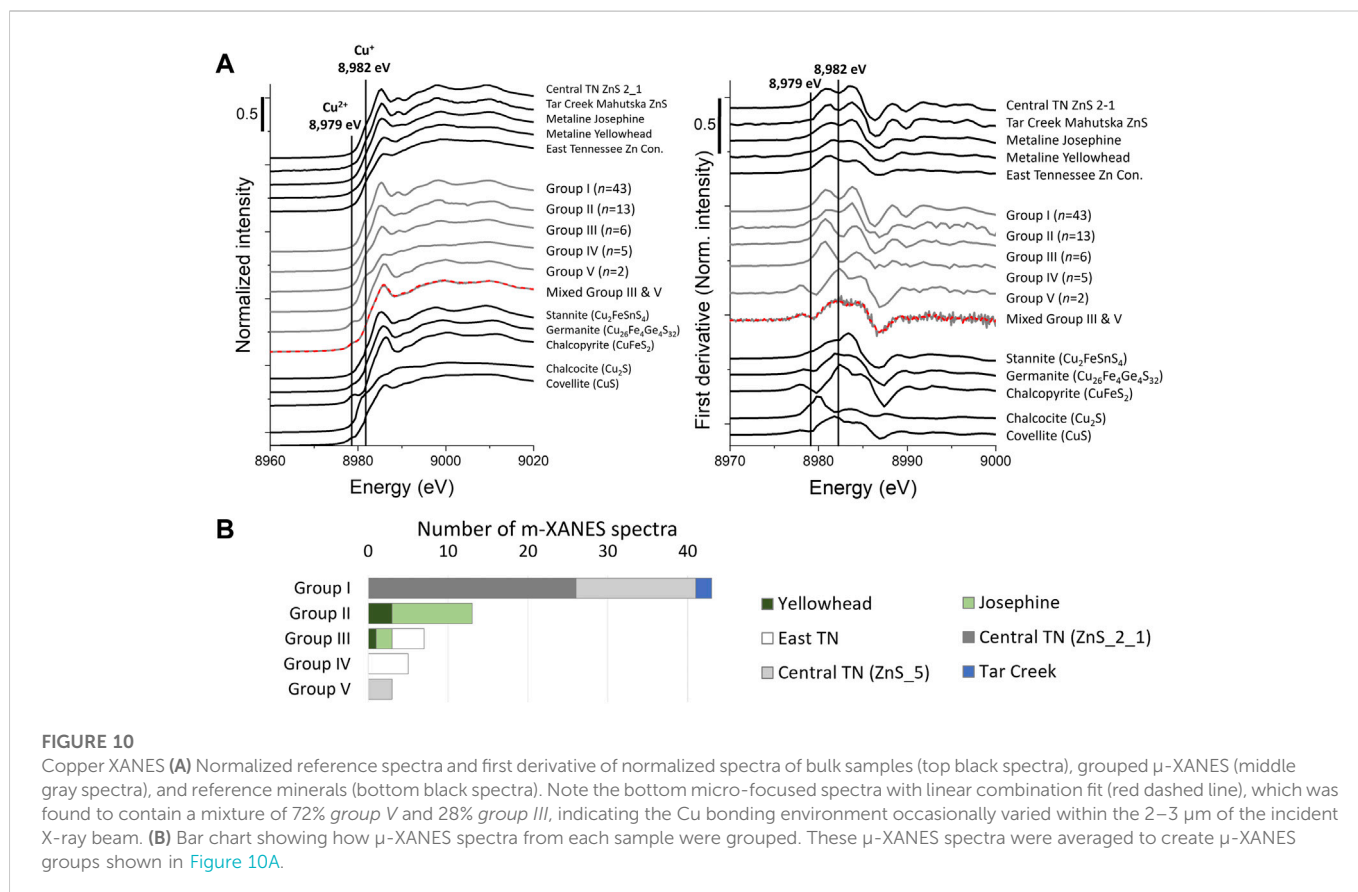 A
Cu⁺
8,982 eV
Cu²⁺
8,979 eV
0.5
Normalized intensity
Central TN ZnS 2_1
Tar Creek Mahutska ZnS
Metaline Josephine
Metaline Yellowhead
East Tennessee Zn Con.
Group I (n=43)
Group II (n=13)
Group III (n=6)
Group IV (n=5)
Group V (n=2)
Mixed Group III & V
Stannite (Cu₂FeSnS₄)
Germanite (Cu₂₆Fe₄Ge₄S₃₂)
Chalcopyrite (CuFeS₂)
Chalcocite (Cu₂S)
Covellite (CuS)
8960 8980 9000 9020
Energy (eV)
8,982 eV
8,979 eV
0.5
First derivative (Norm. intensity)
Central TN ZnS 2-1
Tar Creek Mahutska ZnS
Metaline Josephine
Metaline Yellowhead
East Tennessee Zn Con.
Group I (n=43)
Group II (n=13)
Group III (n=6)
Group IV (n=5)
Group V (n=2)
Mixed Group III & V
Stannite (Cu₂FeSnS₄)
Germanite (Cu₂₆Fe₄Ge₄S₃₂)
Chalcopyrite (CuFeS₂)
Chalcocite (Cu₂S)
Covellite (CuS)
8970 8980 8990 9000
Energy (eV)
B
Number of m-XANES spectra
0 10 20 30 40
Group I
Group II
Group III
Group IV
Group V
Yellowhead Josephine
East TN Central TN (ZnS_2_1)
Central TN (ZnS_5) Tar Creek
FIGURE 10
Copper XANES (A) Normalized reference spectra and first derivative of normalized spectra of bulk samples (top black spectra), grouped µ-XANES (middle
gray spectra), and reference minerals (bottom black spectra). Note the bottom micro-focused spectra with linear combination fit (red dashed line), which was
found to contain a mixture of 72% group V and 28% group III, indicating the Cu bonding environment occasionally varied within the 2–3 µm of the incident
X-ray beam. (B) Bar chart showing how µ-XANES spectra from each sample were grouped. These µ-XANES spectra were averaged to create µ-XANES
groups shown in Figure 10A.